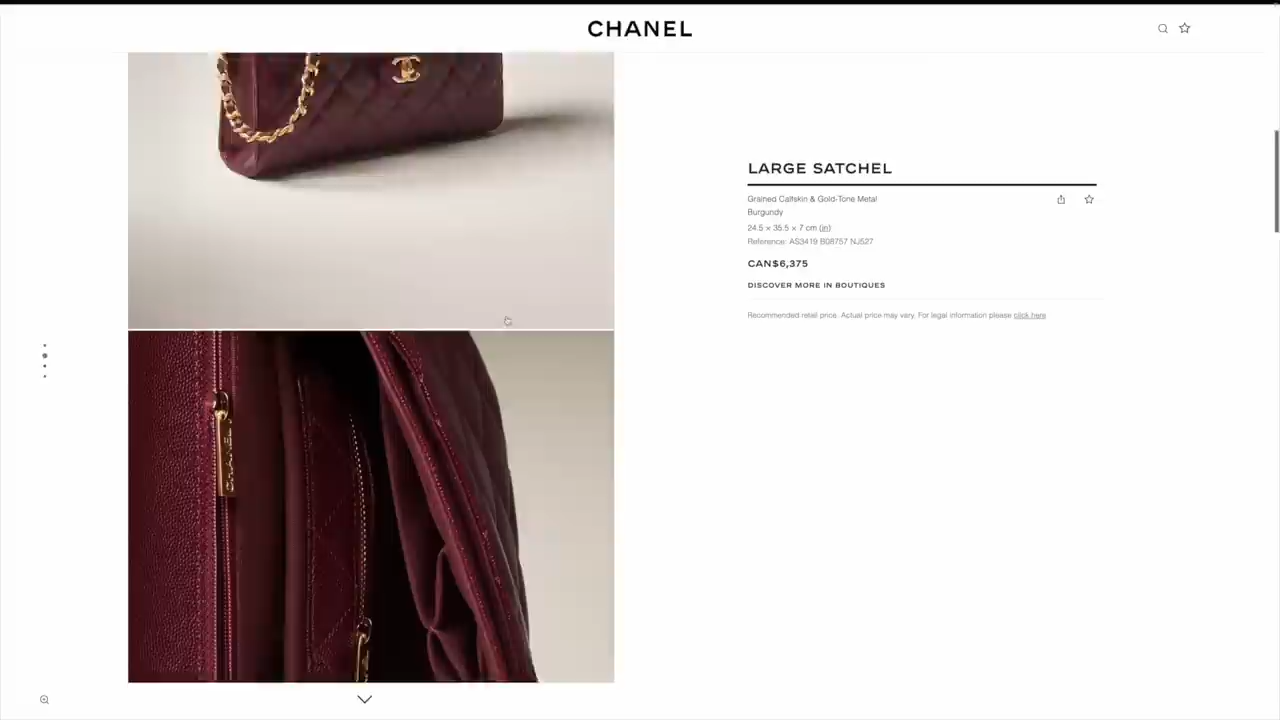 CHANEL
LARGE SATCHEL
Grained Calfskin & Gold-Tone Metal
Burgundy
24.5 × 35.5 × 7 cm (in)
Reference: AS3419 B08757 NJ527
CAN$6,375
DISCOVER MORE IN BOUTIQUES
Recommended retail price. Actual price may vary. For legal information please click here
CHANEL